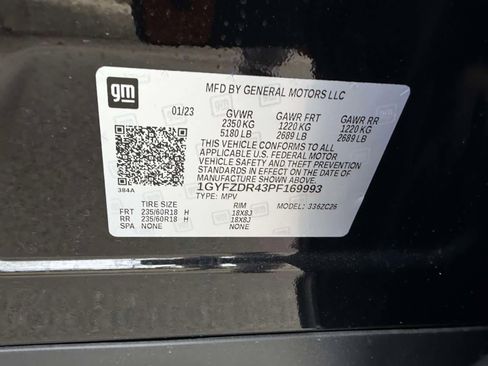 gm
MFD BY GENERAL MOTORS LLC
01/23 GVWR GAWR FRT GAWR RR
2350 KG 1220 KG 1220 KG
5180 LB 2689 LB 2689 LB
THIS VEHICLE CONFORMS TO ALL
APPLICABLE U.S. FEDERAL MOTOR
VEHICLE SAFETY AND THEFT PREVENTION
STANDARDS IN EFFECT ON THE DATE OF
MANUFACTURE SHOWN ABOVE.
1GYFZDR43PF169993
384A TYPE: MPV
TIRE SIZE RIM MODEL: 336ZC26
FRT 235/60R18 H 18X8J
RR 235/60R18 H 18X8J
SPA NONE NONE